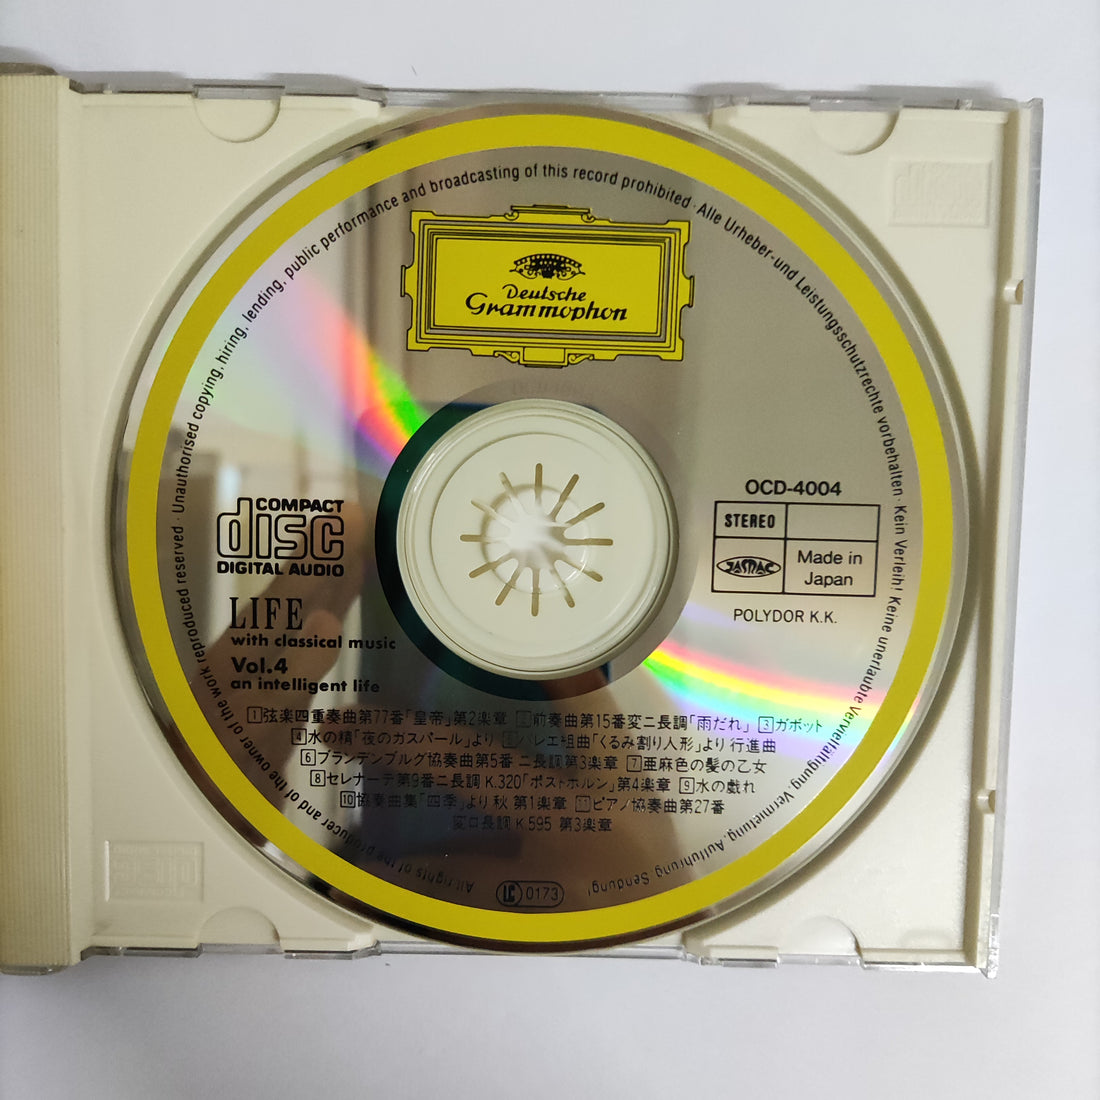 Unauthorised copying, hiring, lending, public performance and broadcasting of this record prohibited · Alle Urheber-und Leistungsschutzrechte vorbehalten · Kein Verleih! Keine unerlaubte Vervielfältigung, Vermietung, Aufführung, Sendung!
Deutsche
Grammophon
OCD-4004
STEREO
JASRAC
Made in
Japan
POLYDOR K.K.
COMPACT
disc
DIGITAL AUDIO
LIFE
with classical music
Vol.4
an intelligent life
1 弦楽四重奏曲第77番「皇帝」第2楽章 2 前奏曲第15番変ニ長調「雨だれ」 3 ガボット
4 水の精「夜のガスパール」より 5 バレエ組曲「くるみ割り人形」より 行進曲
6 ブランデンブルグ協奏曲第5番 ニ長調第3楽章 7 亜麻色の髪の乙女
8 セレナーテ第9番ニ長調 K.320「ポストホルン」第4楽章 9 水の戯れ
10 協奏曲集「四季」より秋 第1楽章 11 ピアノ協奏曲第27番
変ロ長調 K 595 第3楽章
All rights of the producer and of the owner of the work reproduced reserved ·
LC 0173